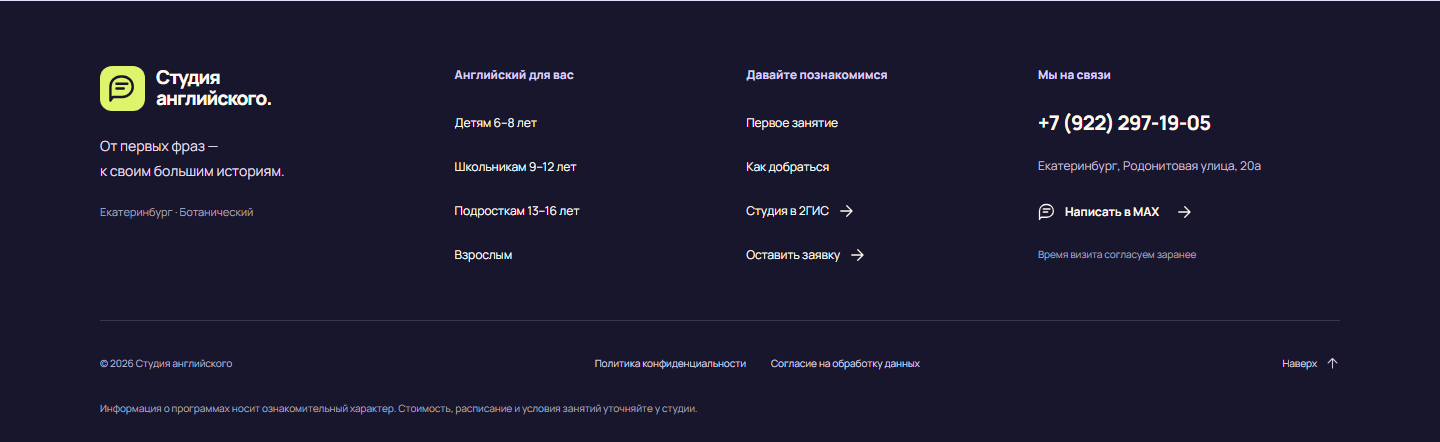 Студия
английского.
От первых фраз —
к своим большим историям.
Екатеринбург · Ботанический
Английский для вас
Детям 6–8 лет
Школьникам 9–12 лет
Подросткам 13–16 лет
Взрослым
Давайте познакомимся
Первое занятие
Как добраться
Студия в 2ГИС →
Оставить заявку →
Мы на связи
+7 (922) 297-19-05
Екатеринбург, Родонитовая улица, 20а
Написать в MAX →
Время визита согласуем заранее
© 2026 Студия английского
Политика конфиденциальности
Согласие на обработку данных
Наверх ↑
Информация о программах носит ознакомительный характер. Стоимость, расписание и условия занятий уточняйте у студии.